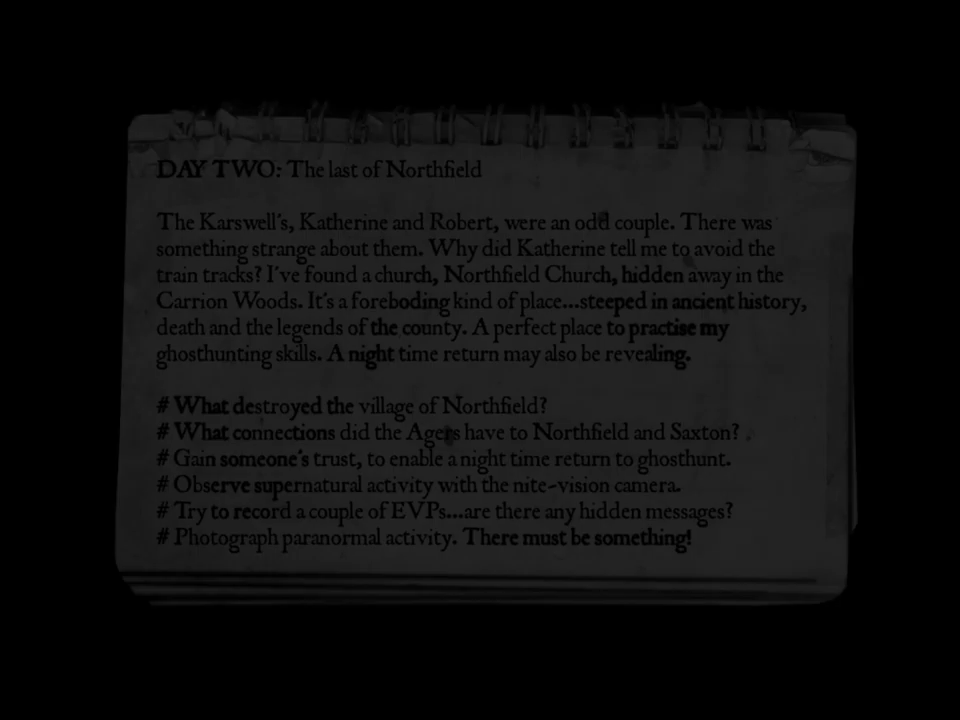 DAY TWO: The last of Northfield
The Karswell's, Katherine and Robert, were an odd couple. There was
something strange about them. Why did Katherine tell me to avoid the
train tracks? I've found a church, Northfield Church, hidden away in the
Carrion Woods. It's a foreboding kind of place...steeped in ancient history,
death and the legends of the county. A perfect place to practise my
ghosthunting skills. A night time return may also be revealing.
# What destroyed the village of Northfield?
# What connections did the Agers have to Northfield and Saxton?
# Gain someone's trust, to enable a night time return to ghosthunt.
# Observe supernatural activity with the nite-vision camera.
# Try to record a couple of EVPs...are there any hidden messages?
# Photograph paranormal activity. There must be something!